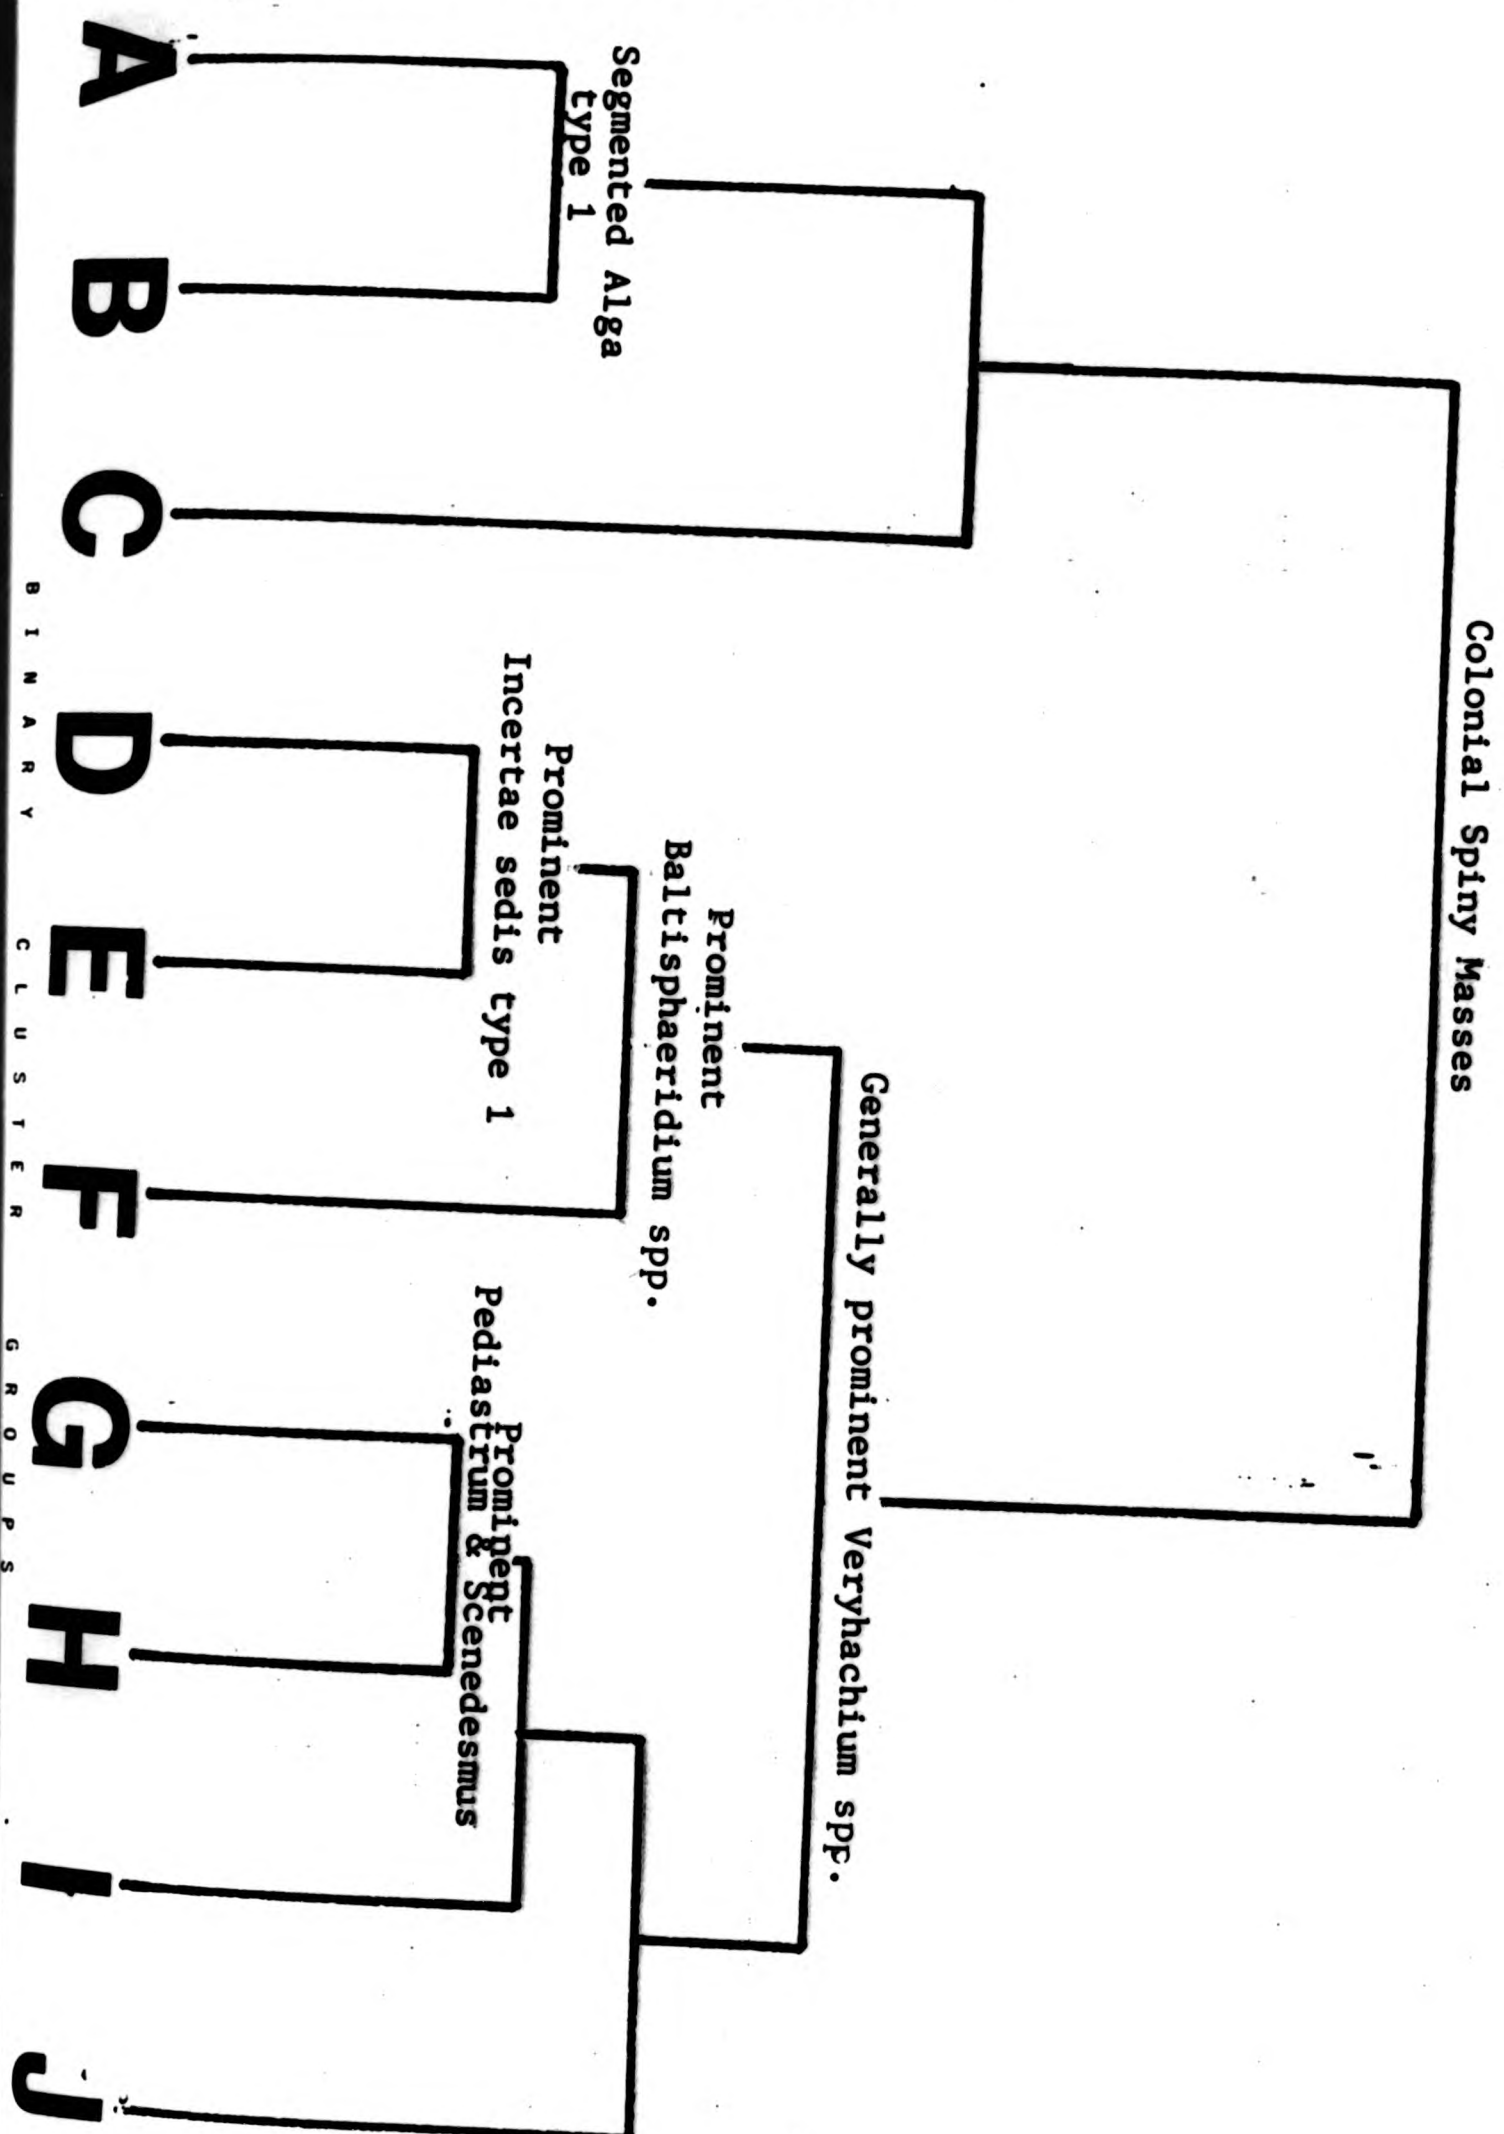 Colonial Spiny Masses
Segmented Alga
type 1
Generally prominent Veryhachium spp.
Prominent
Baltisphaeridium spp.
Prominent
Incertae sedis type 1
Prominent
Pediastrum & Scenedesmus
A B C D E F G H I J
BINARY CLUSTER GROUPS